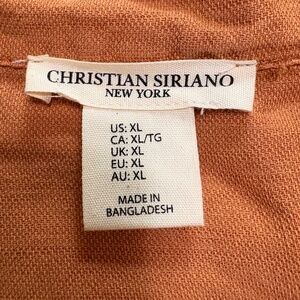 CHRISTIAN SIRIANO
NEW YORK
US: XL
CA: XL/TG
UK: XL
EU: XL
AU: XL
MADE IN
BANGLADESH